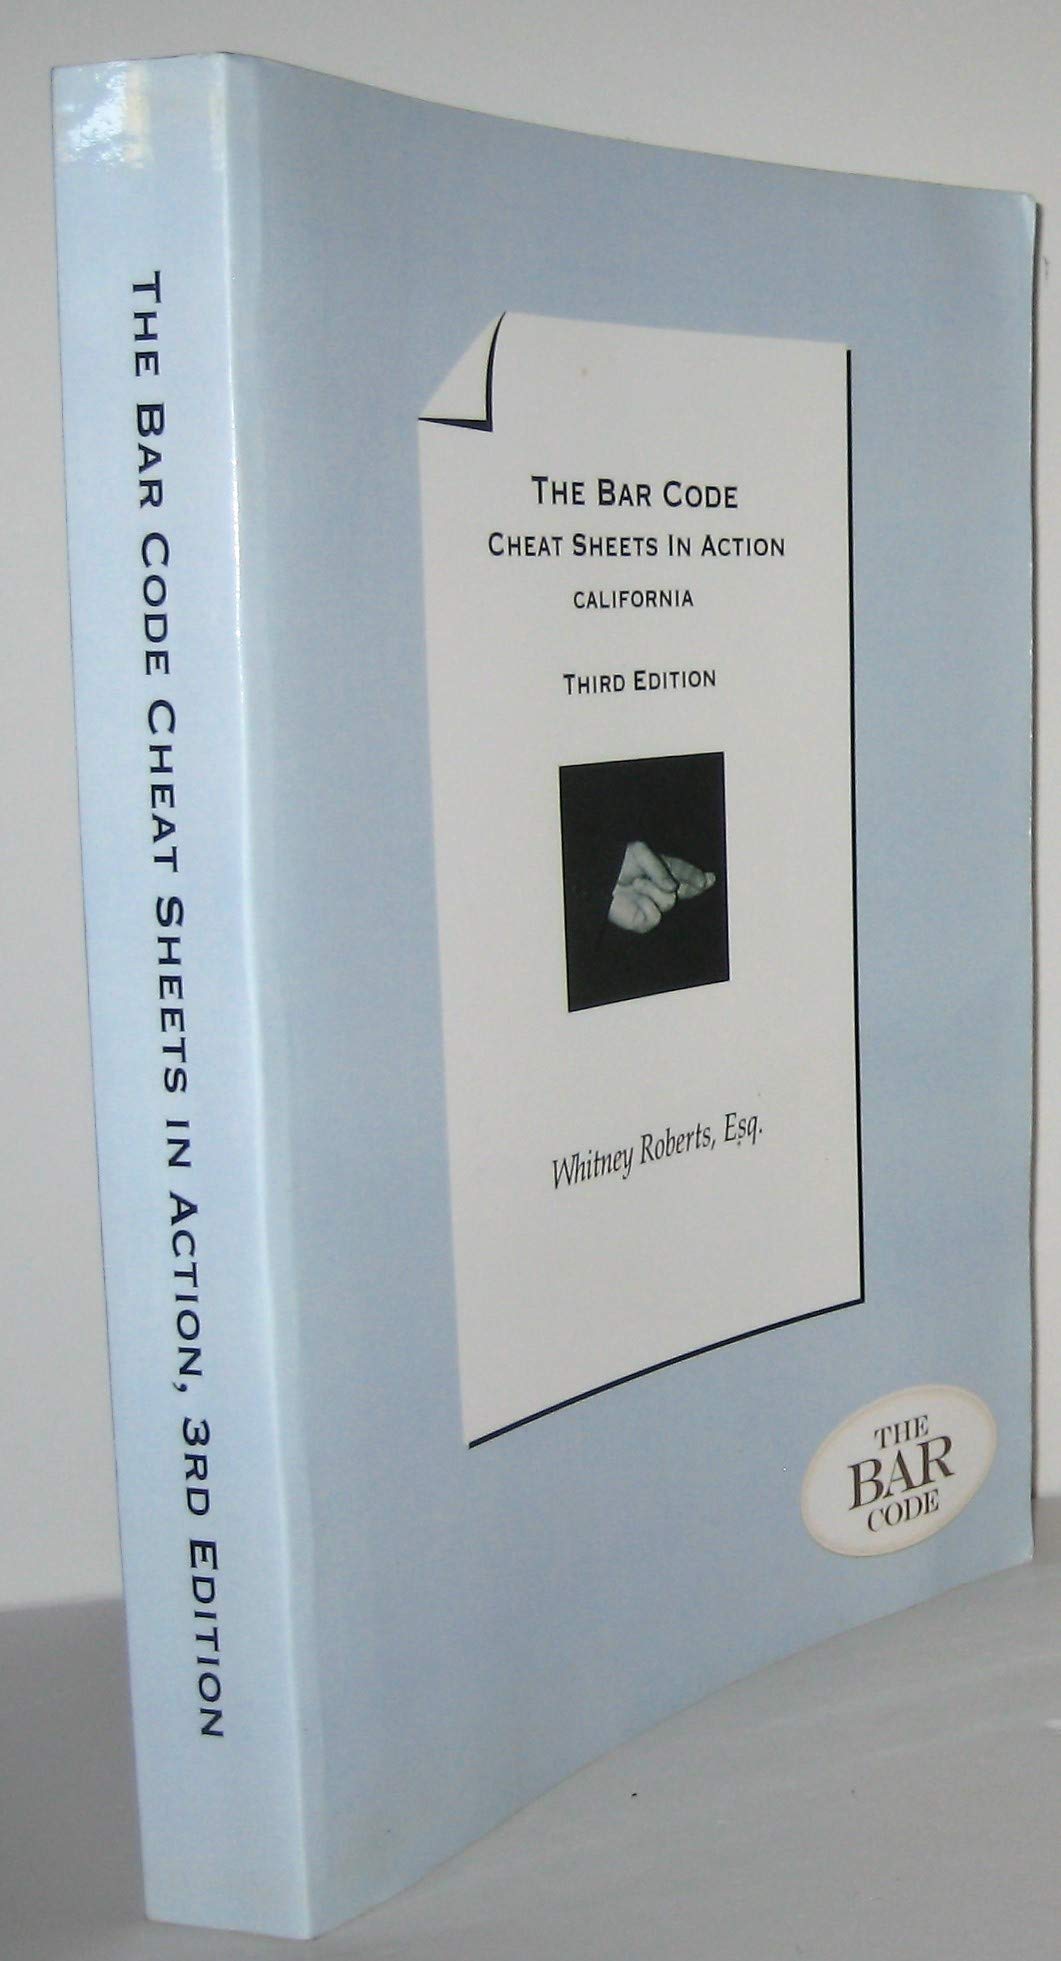 THE BAR CODE CHEAT SHEETS IN ACTION, 3RD EDITION
THE BAR CODE
CHEAT SHEETS IN ACTION
CALIFORNIA
THIRD EDITION
Whitney Roberts, Esq.
THE
BAR
CODE